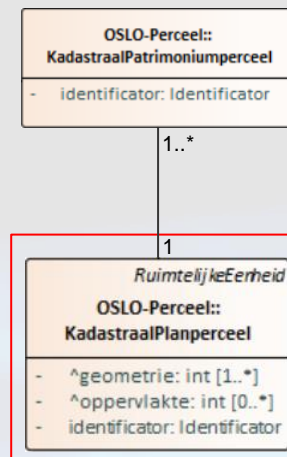 OSLO-Perceel::
KadastraalPatrimoniumperceel
- identificator: Identificator
1..*
1
RuimtelijkeEenheid
OSLO-Perceel::
KadastraalPlanperceel
- ^geometrie: int [1..*]
- ^oppervlakte: int [0..*]
- identificator: Identificator